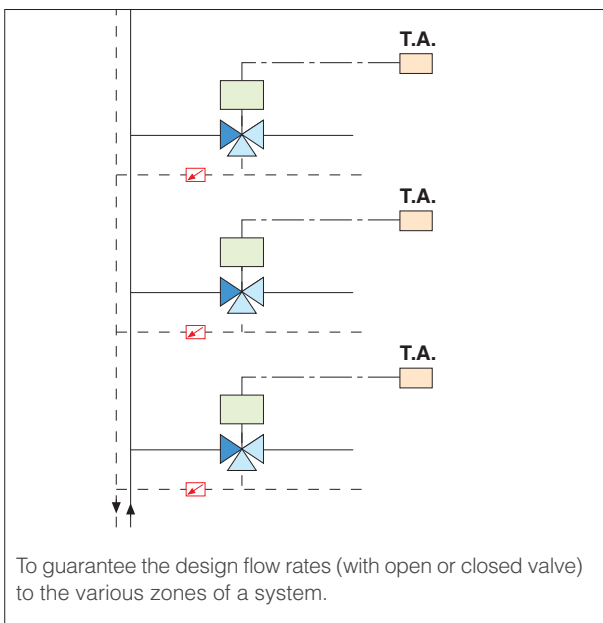 T.A.
T.A.
T.A.
To guarantee the design flow rates (with open or closed valve)
to the various zones of a system.